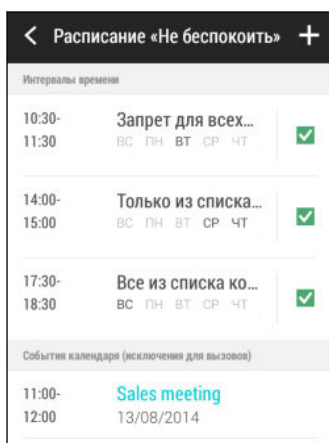 Расписание «Не беспокоить»
Интервалы времени
10:30- Запрет для всех...
11:30 ВС ПН ВТ СР ЧТ
14:00- Только из списка...
15:00 ВС ПН ВТ СР ЧТ
17:30- Все из списка ко...
18:30 ВС ПН ВТ СР ЧТ
События календаря (исключения для вызовов)
11:00- Sales meeting
12:00 13/08/2014